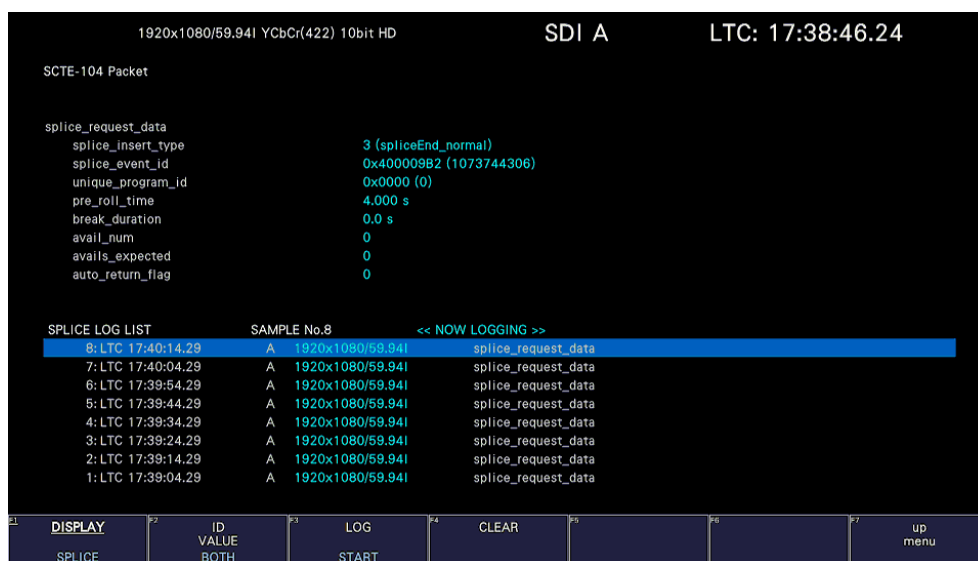 1920x1080/59.94I YCbCr(422) 10bit HD SDI A LTC: 17:38:46.24
SCTE-104 Packet
splice_request_data
splice_insert_type 3 (spliceEnd_normal)
splice_event_id 0x400009B2 (1073744306)
unique_program_id 0x0000 (0)
pre_roll_time 4.000 s
break_duration 0.0 s
avail_num 0
avails_expected 0
auto_return_flag 0
SPLICE LOG LIST SAMPLE No.8 << NOW LOGGING >>
8: LTC 17:40:14.29 A 1920x1080/59.94I splice_request_data
7: LTC 17:40:04.29 A 1920x1080/59.94I splice_request_data
6: LTC 17:39:54.29 A 1920x1080/59.94I splice_request_data
5: LTC 17:39:44.29 A 1920x1080/59.94I splice_request_data
4: LTC 17:39:34.29 A 1920x1080/59.94I splice_request_data
3: LTC 17:39:24.29 A 1920x1080/59.94I splice_request_data
2: LTC 17:39:14.29 A 1920x1080/59.94I splice_request_data
1: LTC 17:39:04.29 A 1920x1080/59.94I splice_request_data
F1 DISPLAY F2 ID F3 LOG F4 CLEAR F5 F6 F7 up
VALUE menu
SPLICE BOTH START